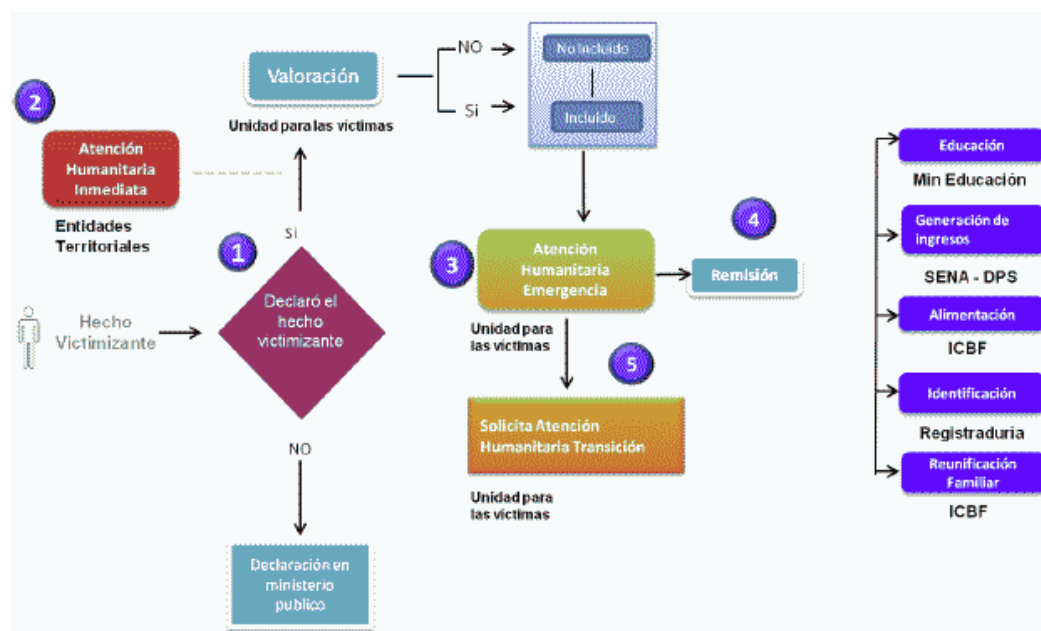 NO
No Incluido
Valoración
Si
Incluido
Unidad para las victimas
2
Atención
Humanitaria
Inmediata
Entidades
Territoriales
Si
1
Declaró el
hecho
victimizante
Hecho
Victimizante
NO
Declaración en
ministerio
publico
3
Atención
Humanitaria
Emergencia
Unidad para
las victimas
4
Remisión
5
Solicita Atención
Humanitaria Transición
Unidad para
las victimas
Educación
Min Educación
Generación de
ingresos
SENA - DPS
Alimentación
ICBF
Identificación
Registraduria
Reunificación
Familiar
ICBF